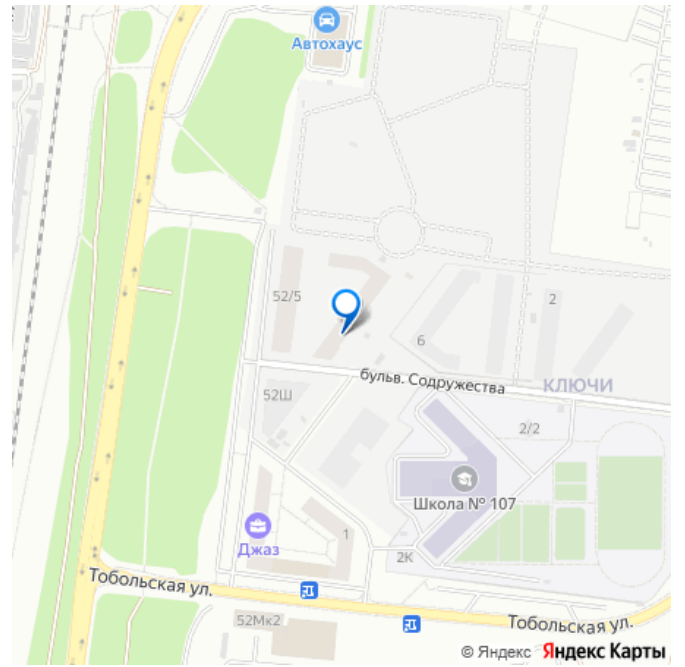 Автохаус
52/5
2
6
бульв. Содружества
КЛЮЧИ
52Ш
2/2
Школа № 107
Джаз
1
2К
Тобольская ул.
52Мк2
Тобольская ул.
© Яндекс Яндекс Карты